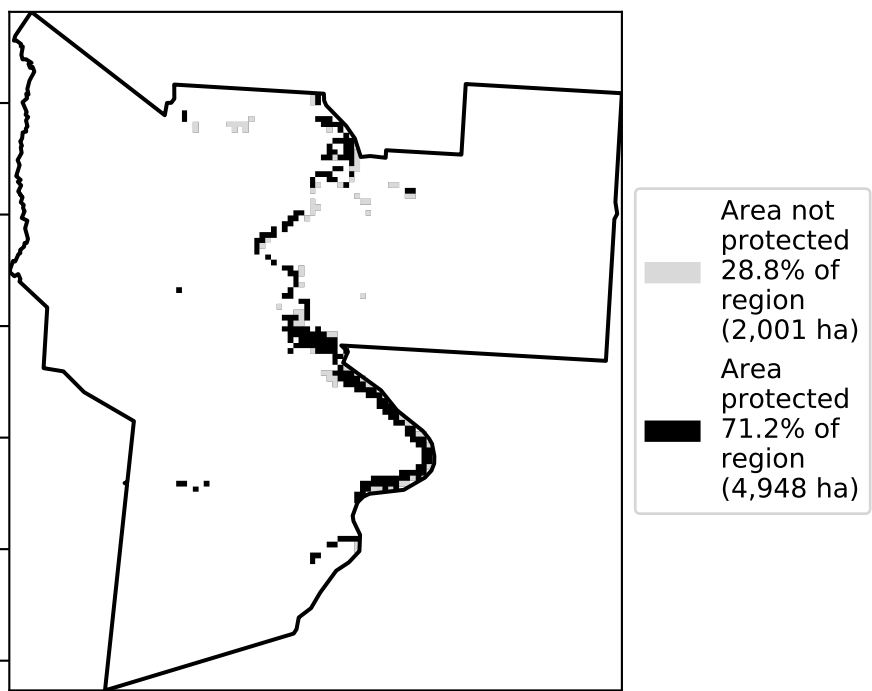 Area not
protected
28.8% of
region
(2,001 ha)
Area
protected
71.2% of
region
(4,948 ha)